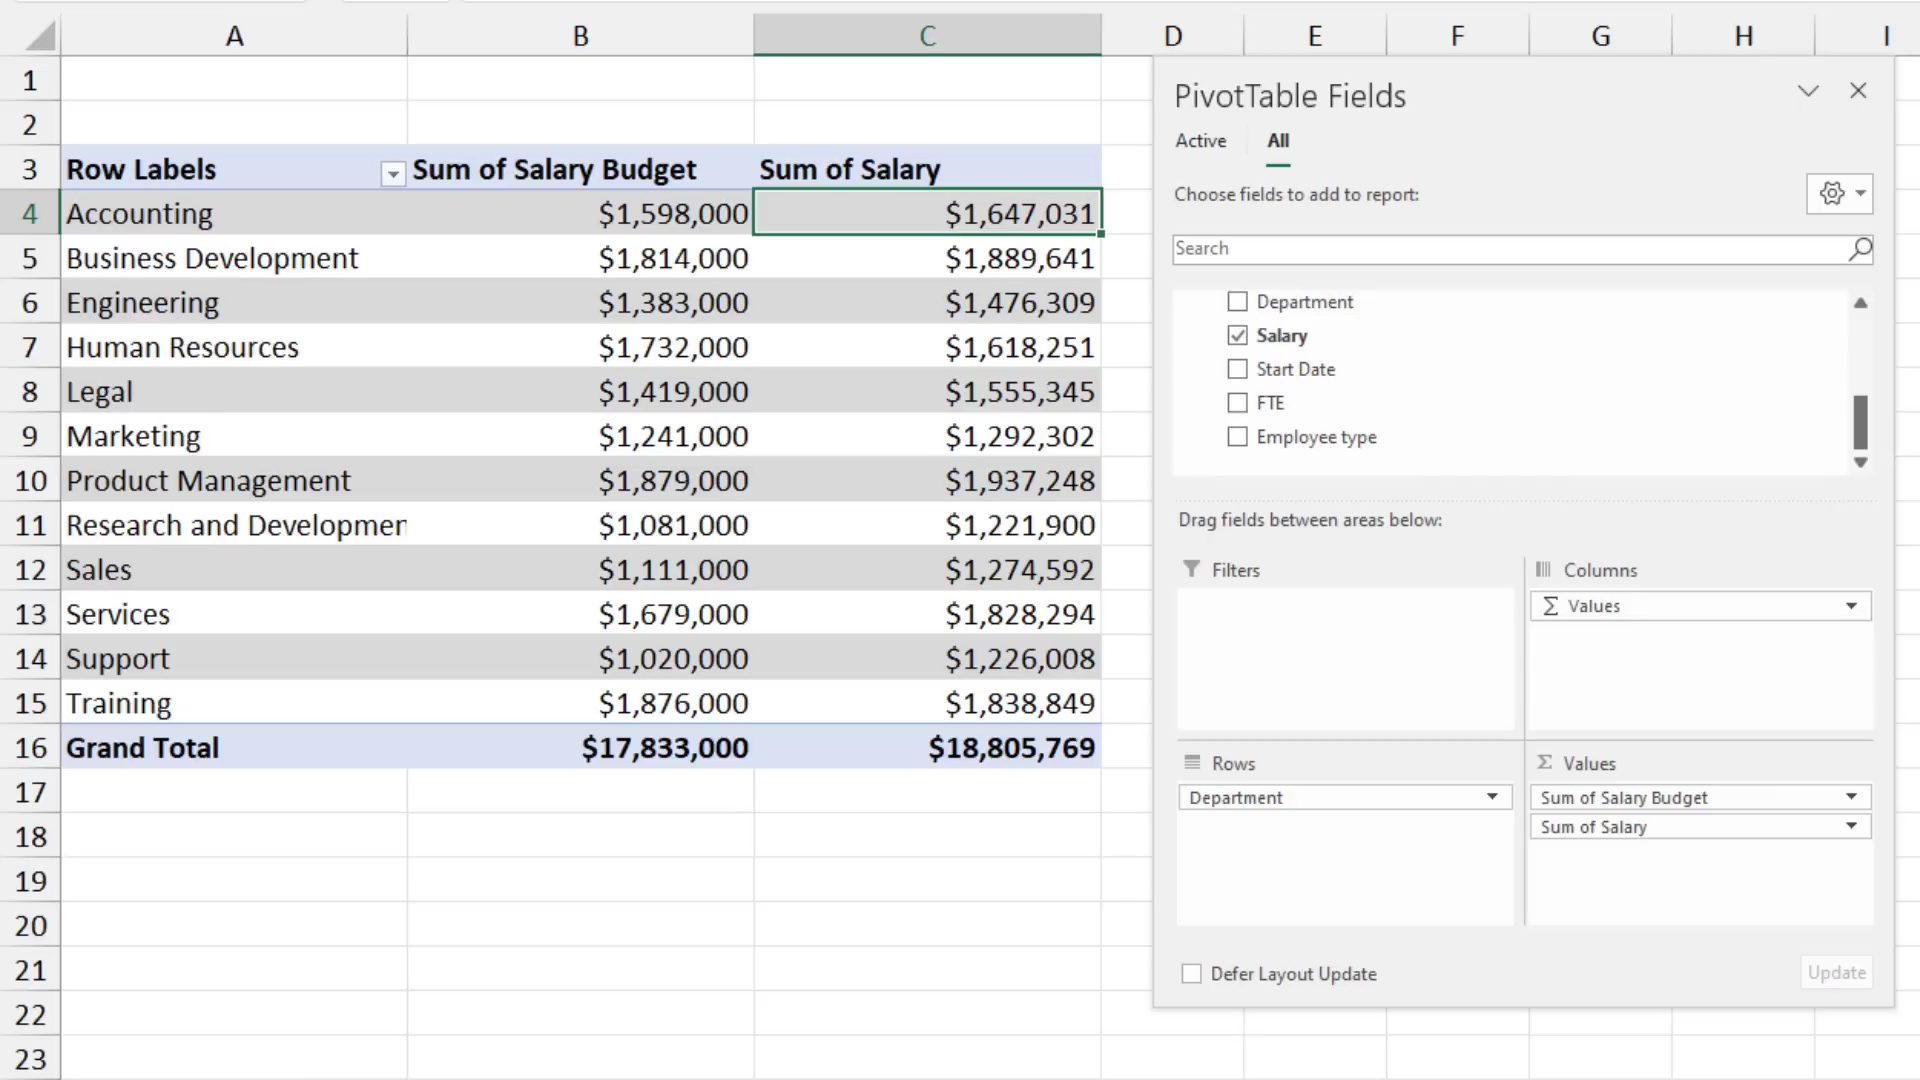 A B C D E F G H I
1
2
3 Row Labels Sum of Salary Budget Sum of Salary
4 Accounting $1,598,000 $1,647,031
5 Business Development $1,814,000 $1,889,641
6 Engineering $1,383,000 $1,476,309
7 Human Resources $1,732,000 $1,618,251
8 Legal $1,419,000 $1,555,345
9 Marketing $1,241,000 $1,292,302
10 Product Management $1,879,000 $1,937,248
11 Research and Developmen $1,081,000 $1,221,900
12 Sales $1,111,000 $1,274,592
13 Services $1,679,000 $1,828,294
14 Support $1,020,000 $1,226,008
15 Training $1,876,000 $1,838,849
16 Grand Total $17,833,000 $18,805,769
17
18
19
20
21
22
23
PivotTable Fields
Active All
Choose fields to add to report:
Search
Department
Salary
Start Date
FTE
Employee type
Drag fields between areas below:
Filters
Columns
Σ Values
Rows
Department
Σ Values
Sum of Salary Budget
Sum of Salary
Defer Layout Update
Update